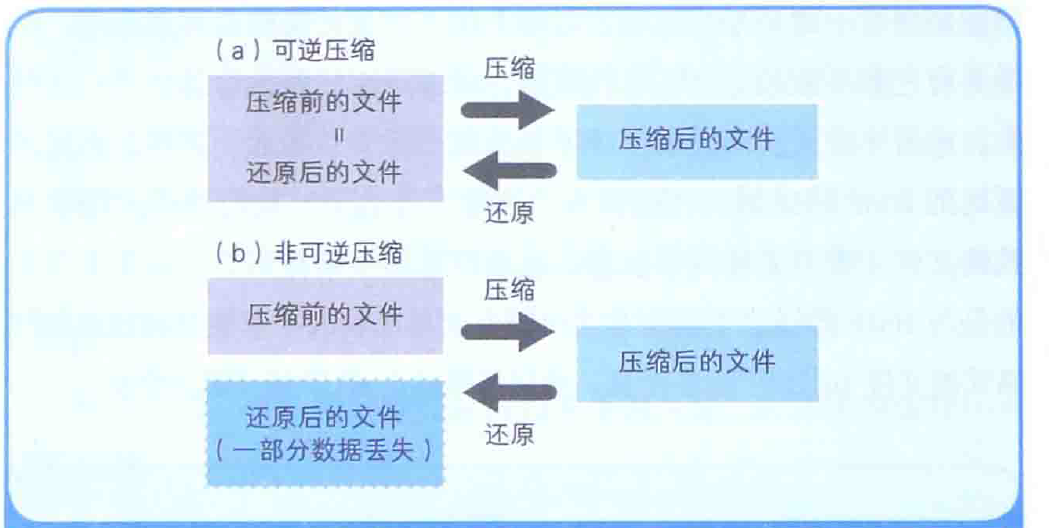 (a)可逆压缩
压缩
压缩前的文件
=
还原后的文件
压缩后的文件
还原
(b)非可逆压缩
压缩
压缩前的文件
压缩后的文件
还原后的文件
(一部分数据丢失)
还原